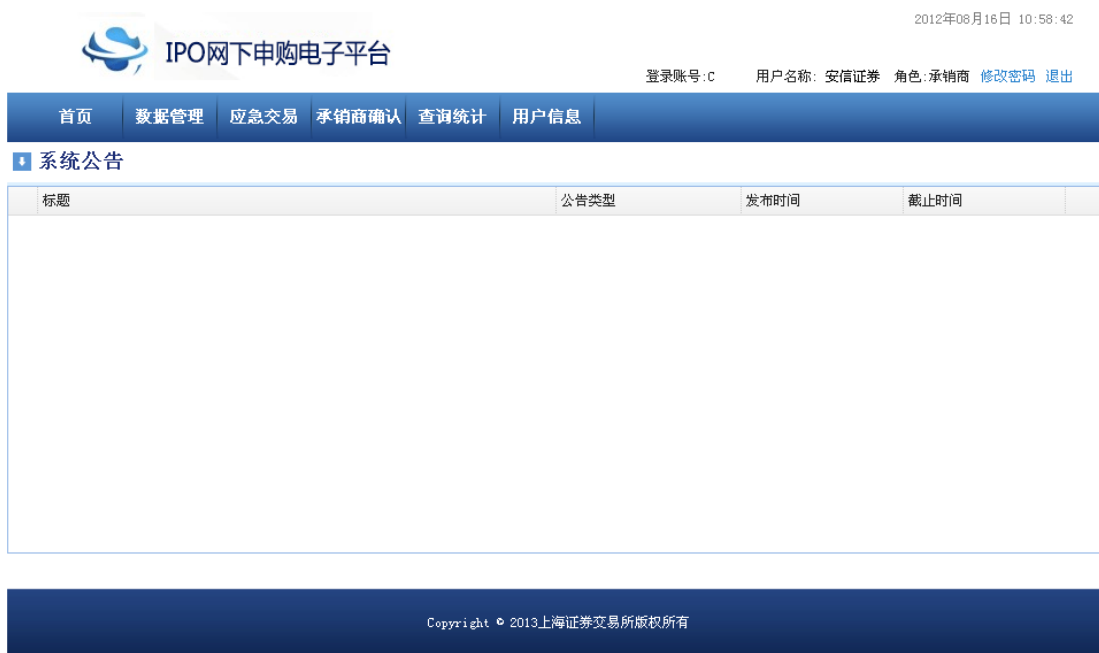 2012年08月16日 10:58:42
IPO网下申购电子平台
登录账号:C 用户名称: 安信证券 角色:承销商 修改密码 退出
首页 数据管理 应急交易 承销商确认 查询统计 用户信息
系统公告
标题 公告类型 发布时间 截止时间
Copyright © 2013上海证券交易所版权所有